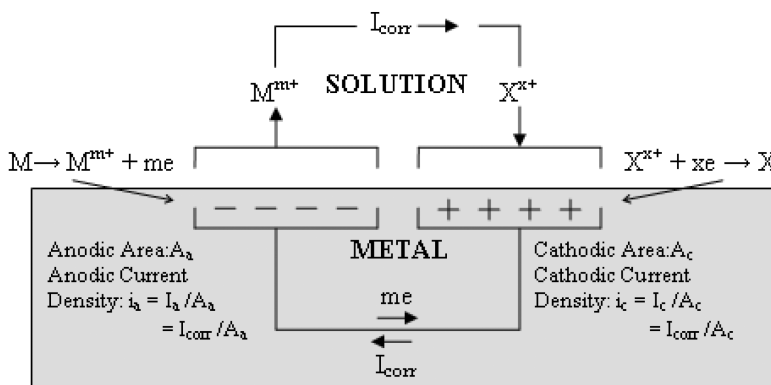 I_corr →
SOLUTION
M^m+
X^x+
M → M^m+ + me
X^x+ + xe → X
− − − −
+ + + +
METAL
Anodic Area:A_a
Anodic Current
Density: i_a = I_a /A_a
= I_corr /A_a
Cathodic Area:A_c
Cathodic Current
Density: i_c = I_c /A_c
= I_corr /A_c
me
I_corr